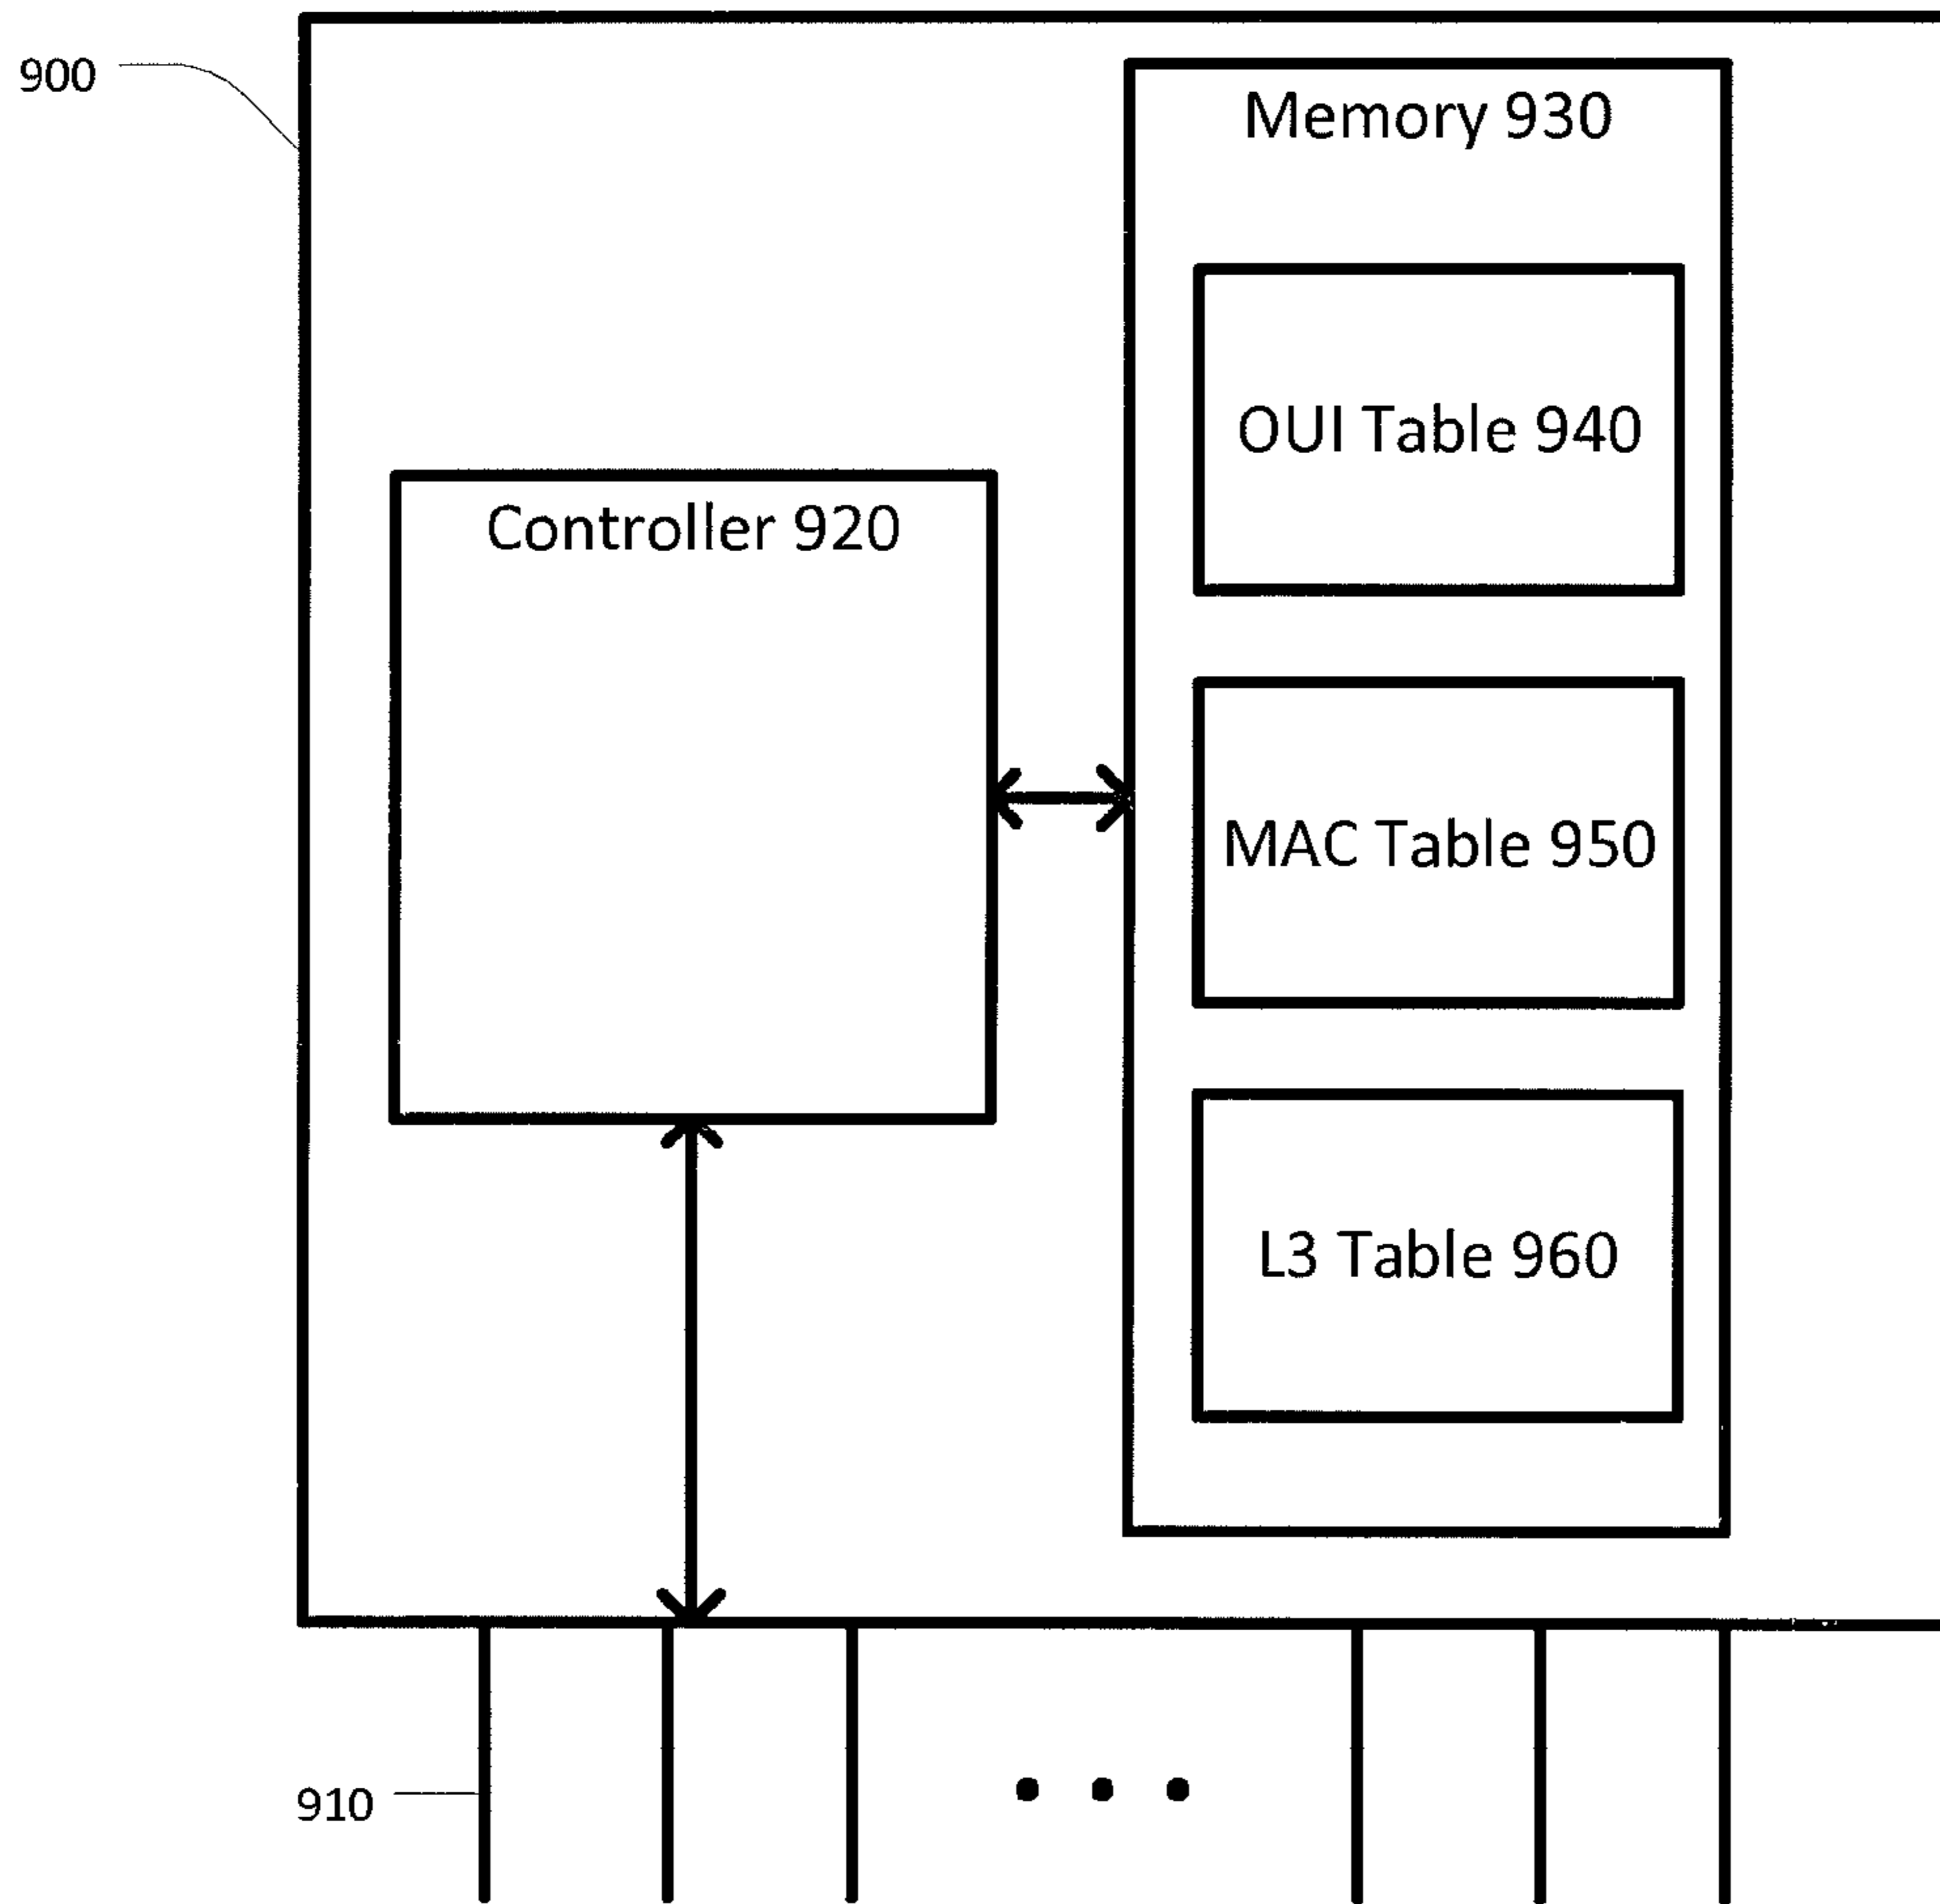 900
Memory 930
OUI Table 940
Controller 920
MAC Table 950
L3 Table 960
910